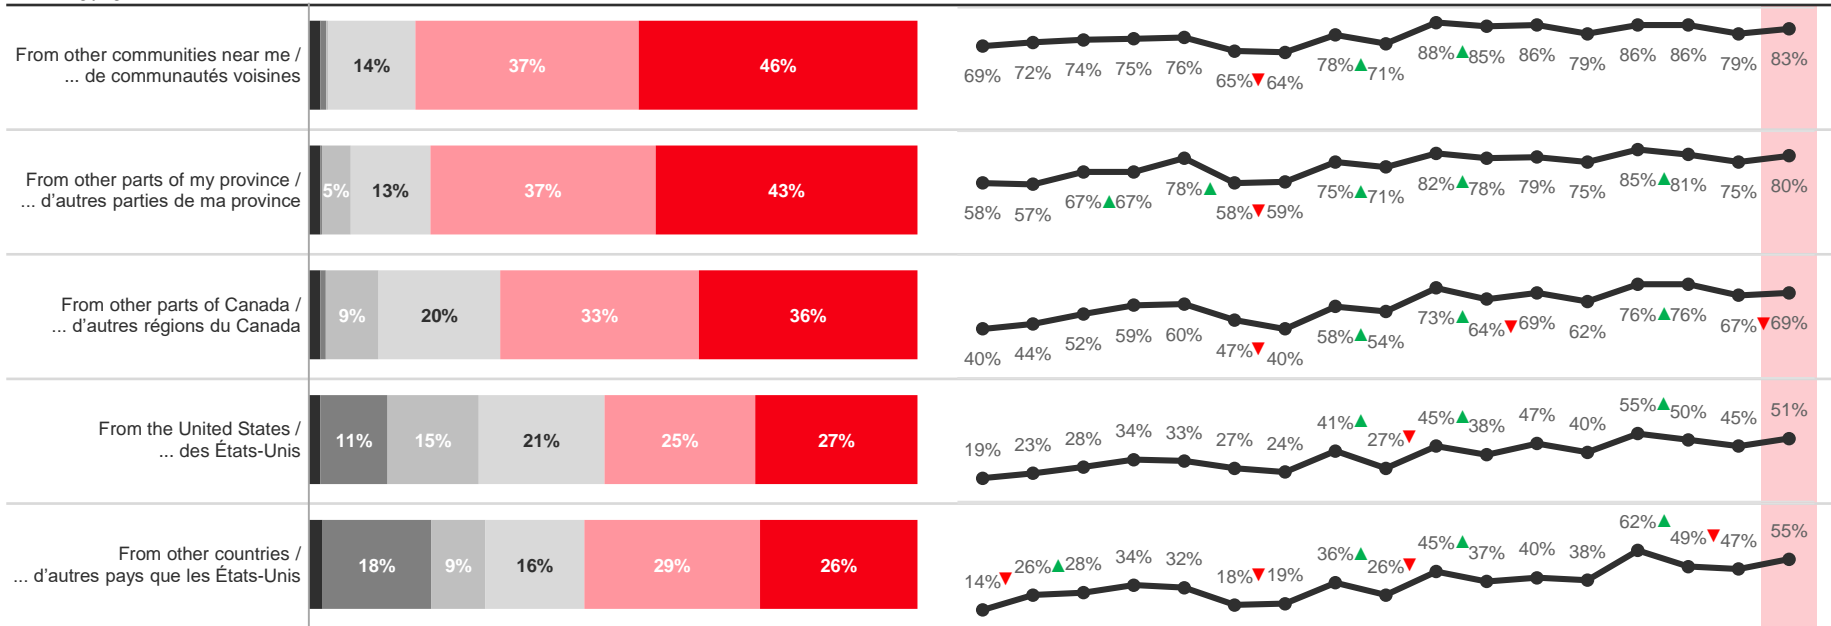 From other communities near me /
... de communautés voisines
14% 37% 46%
69% 72% 74% 75% 76% 65%▼64% 78%▲71% 88%▲85% 86% 79% 86% 86% 79% 83%
From other parts of my province /
... d'autres parties de ma province
5% 13% 37% 43%
58% 57% 67%▲67% 78%▲ 58%▼59% 75%▲71% 82%▲78% 79% 75% 85%▲81% 75% 80%
From other parts of Canada /
... d'autres régions du Canada
9% 20% 33% 36%
40% 44% 52% 59% 60% 47%▼40% 58%▲54% 73%▲64%▼69% 62% 76%▲76% 67%▼69%
From the United States /
... des États-Unis
11% 15% 21% 25% 27%
19% 23% 28% 34% 33% 27% 24% 41%▲ 27%▼ 45%▲38% 47% 40% 55%▲50% 45% 51%
From other countries /
... d'autres pays que les États-Unis
18% 9% 16% 29% 26%
14%▼ 26%▲28% 34% 32% 18%▼19% 36%▲ 26%▼ 45%▲37% 40% 38% 62%▲ 49%▼47% 55%